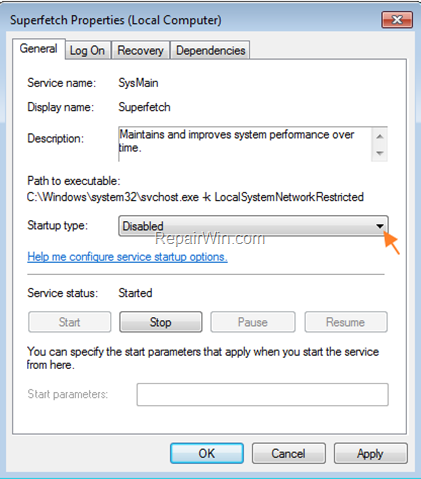 Superfetch Properties (Local Computer)
General Log On Recovery Dependencies
Service name: SysMain
Display name: Superfetch
Description: Maintains and improves system performance over
time.
Path to executable:
C:\Windows\system32\svchost.exe -k LocalSystemNetworkRestricted
Startup type: Disabled
RepairWin.com
Help me configure service startup options.
Service status: Started
Start Stop Pause Resume
You can specify the start parameters that apply when you start the service
from here.
Start parameters:
OK Cancel Apply